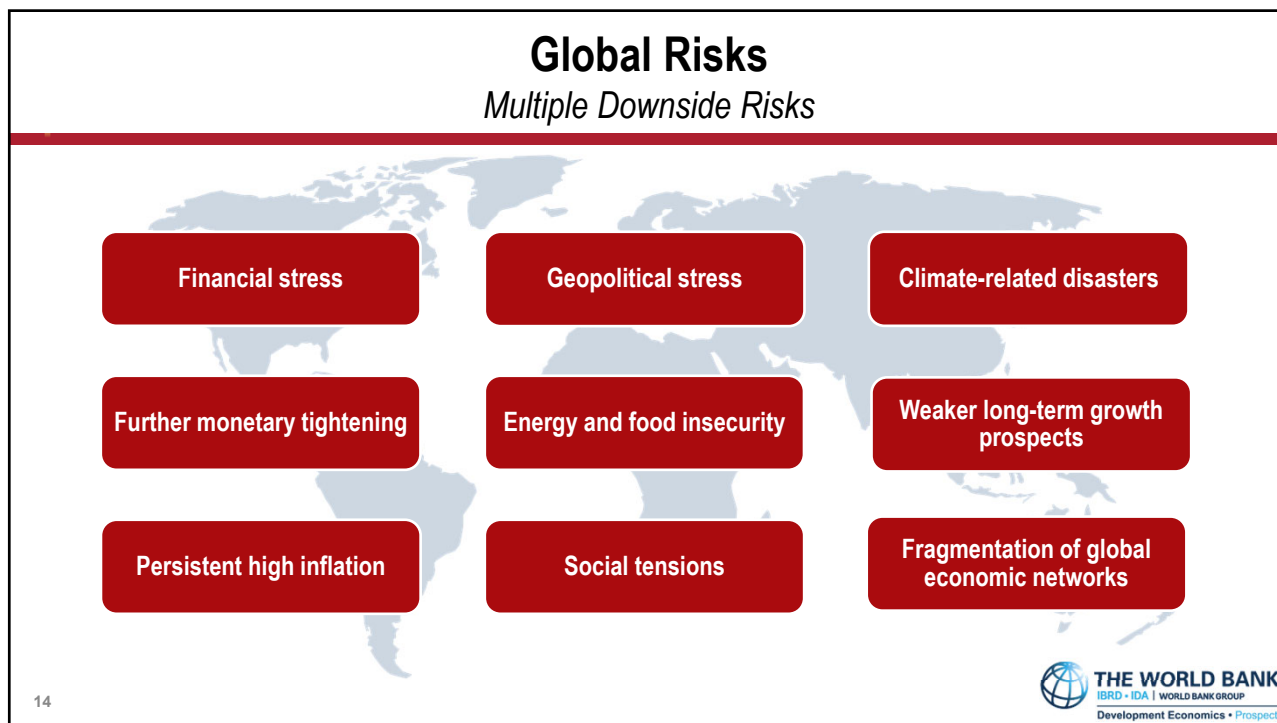 Global Risks
Multiple Downside Risks
Financial stress
Geopolitical stress
Climate-related disasters
Further monetary tightening
Energy and food insecurity
Weaker long-term growth
prospects
Persistent high inflation
Social tensions
Fragmentation of global
economic networks
14
THE WORLD BANK
IBRD • IDA | WORLD BANK GROUP
Development Economics • Prospect